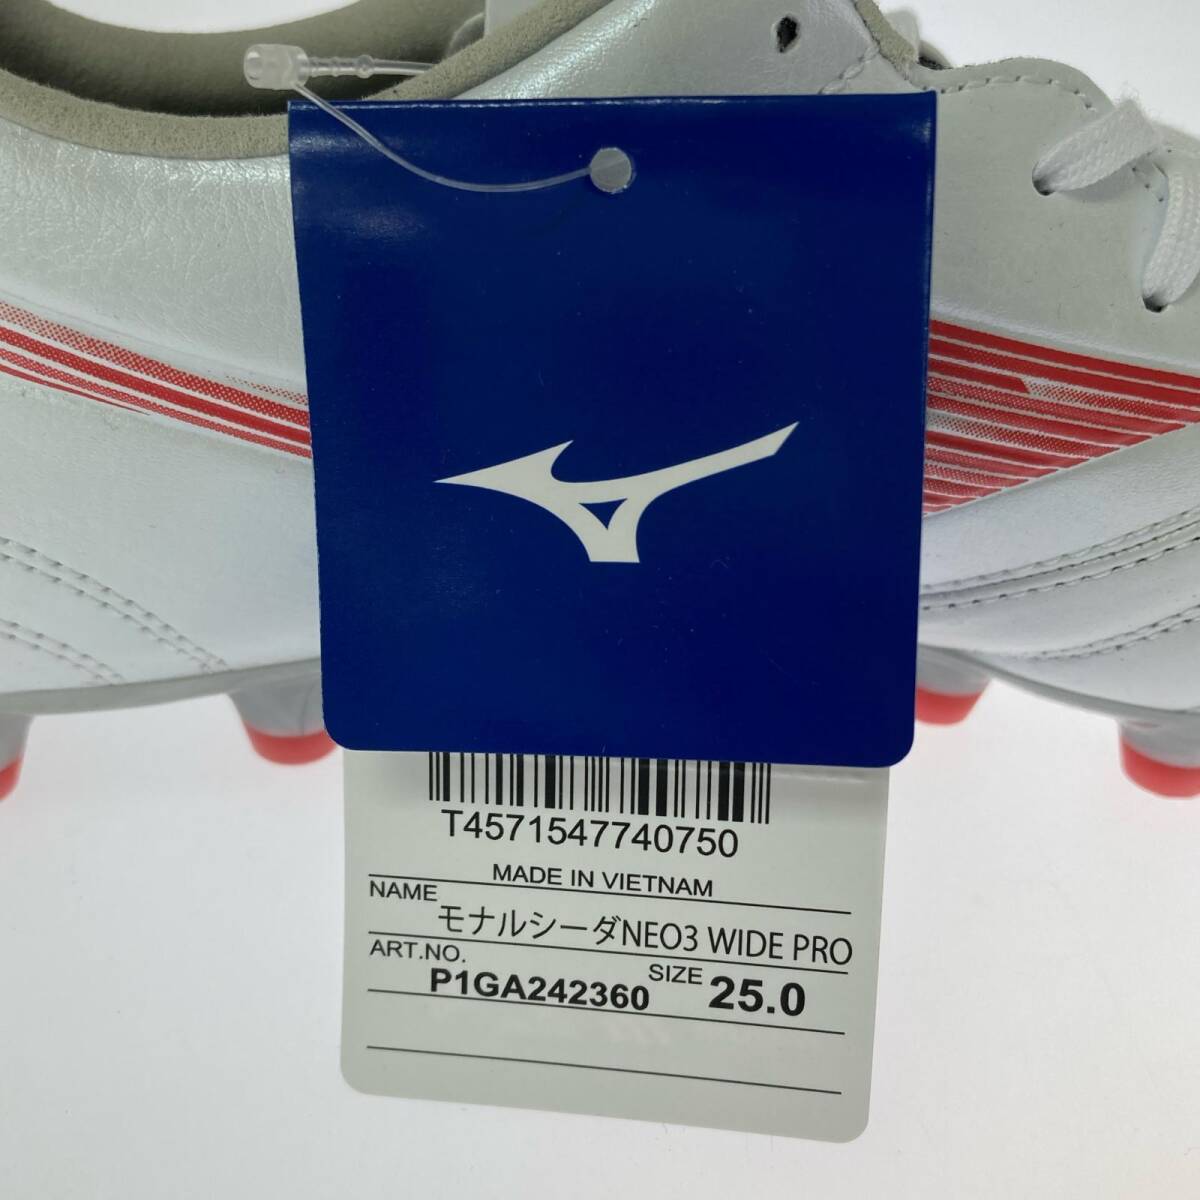 T4571547740750
MADE IN VIETNAM
NAME モナルシーダNEO3 WIDE PRO
ART.NO. P1GA242360 SIZE 25.0